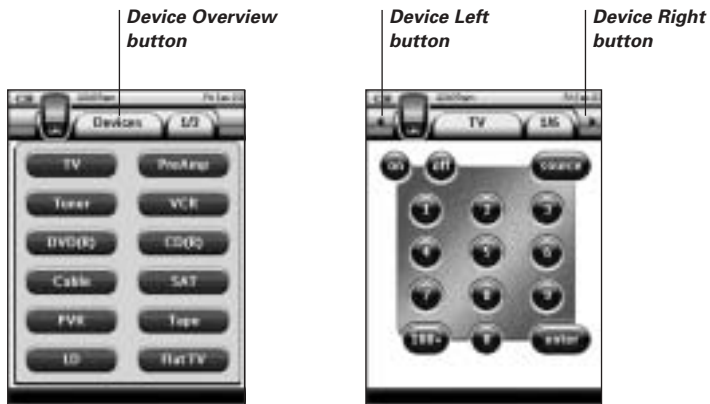 Device Overview
button
Device Left
button
Device Right
button
Devices 1/3
TV PreAmp
Tuner VCR
DVD(R) CD(R)
Cable SAT
PVR Tape
LD Flat TV
TV 1/6
on off source
1 2 3
4 5 6
7 8 9
100+ 0 enter